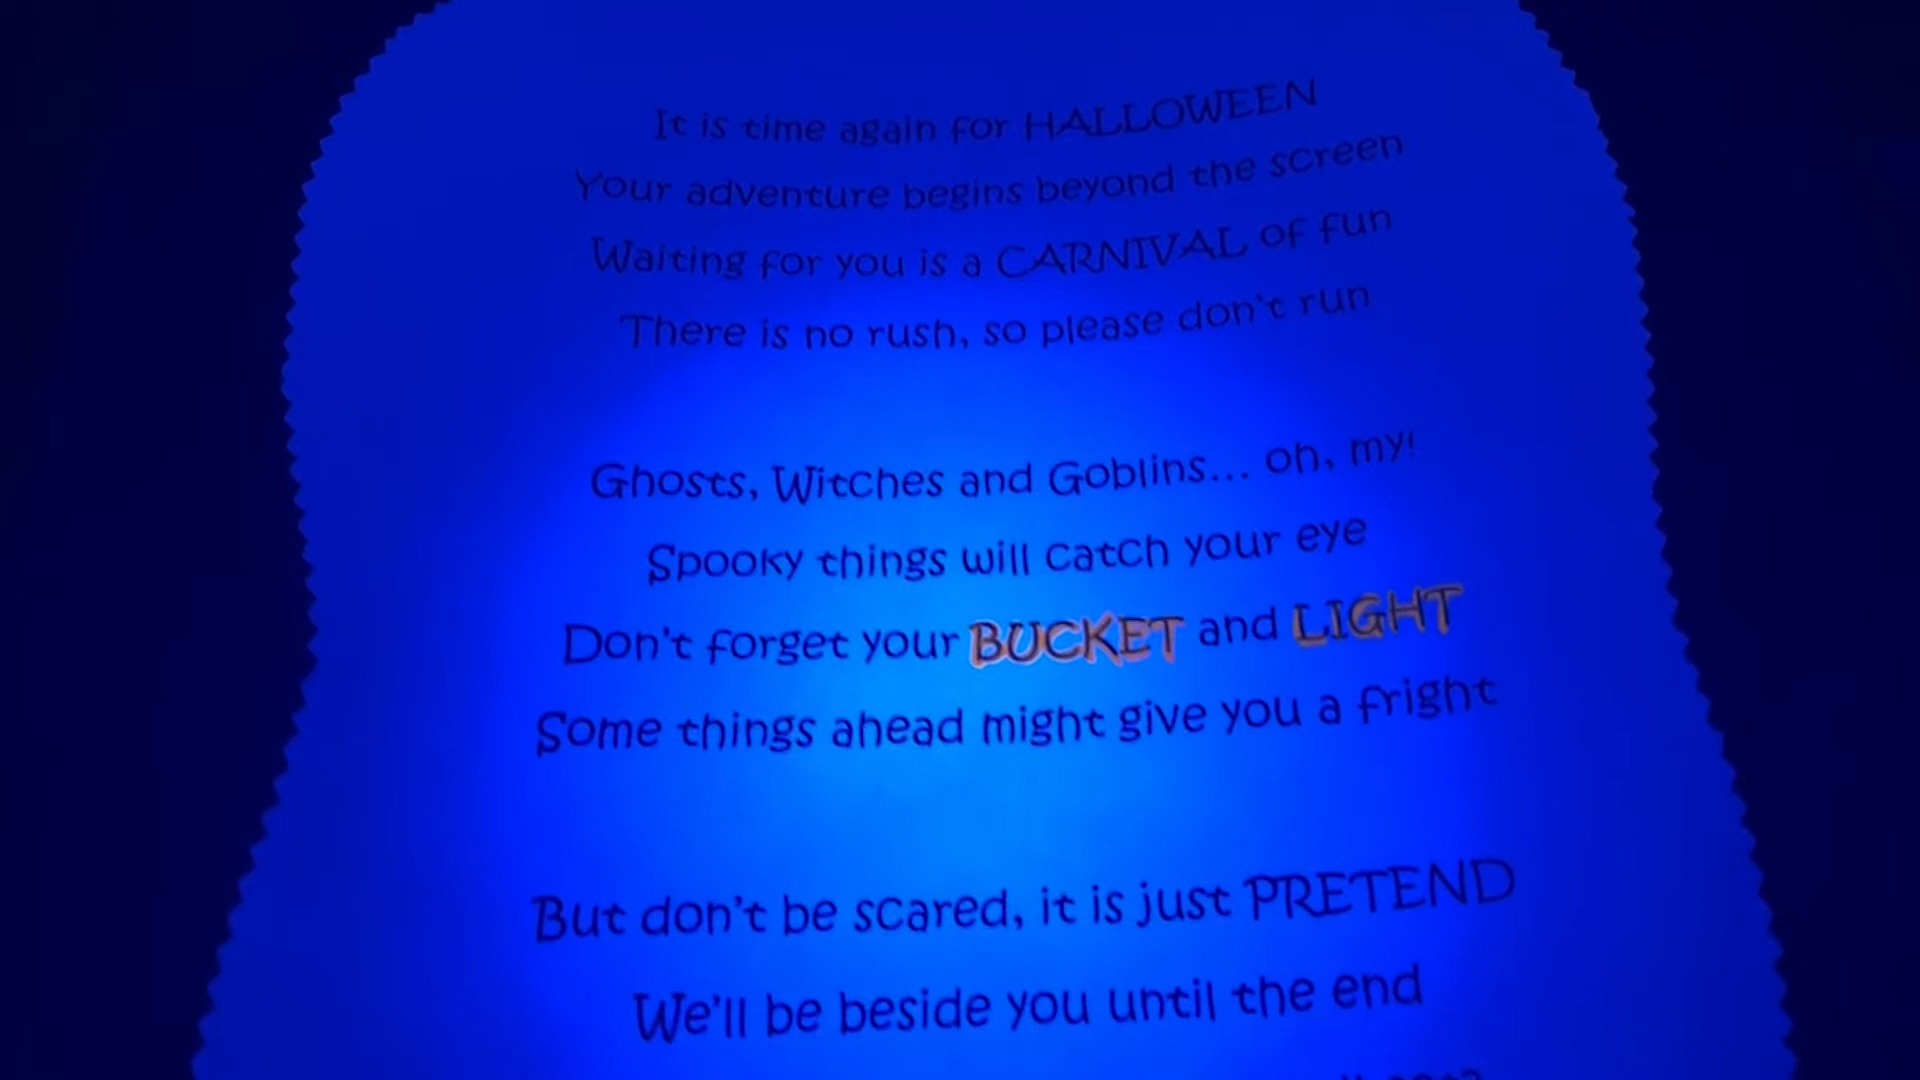 It is time again for HALLOWEEN
Your adventure begins beyond the screen
Waiting for you is a CARNIVAL of fun
There is no rush, so please don't run
Ghosts, Witches and Goblins... oh, my!
Spooky things will catch your eye
Don't forget your BUCKET and LIGHT
Some things ahead might give you a fright
But don't be scared, it is just PRETEND
We'll be beside you until the end